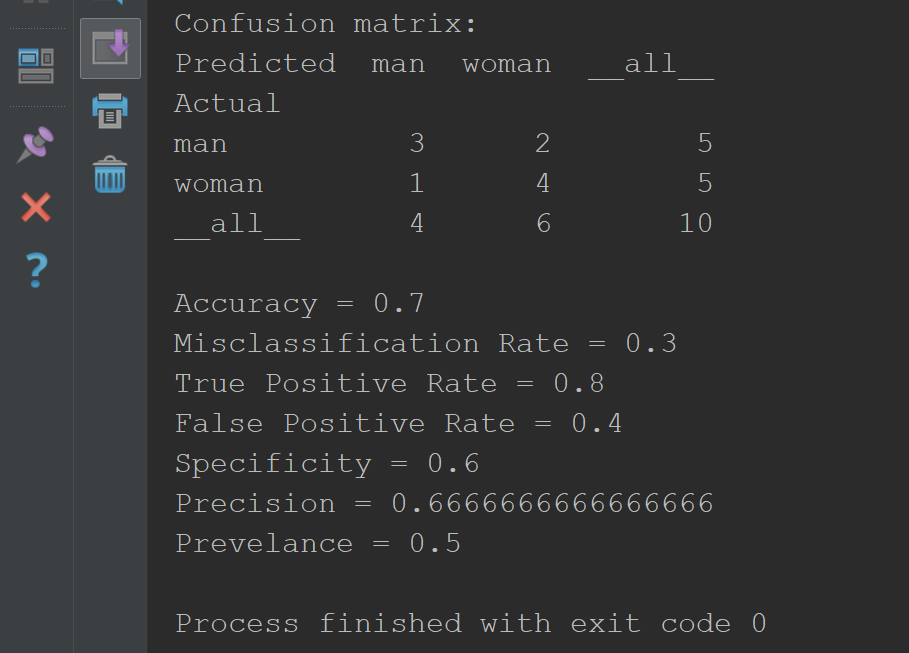 Confusion matrix:
Predicted  man  woman  __all__
Actual
man          3      2        5
woman        1      4        5
__all__      4      6       10
Accuracy = 0.7
Misclassification Rate = 0.3
True Positive Rate = 0.8
False Positive Rate = 0.4
Specificity = 0.6
Precision = 0.6666666666666666
Prevelance = 0.5
Process finished with exit code 0